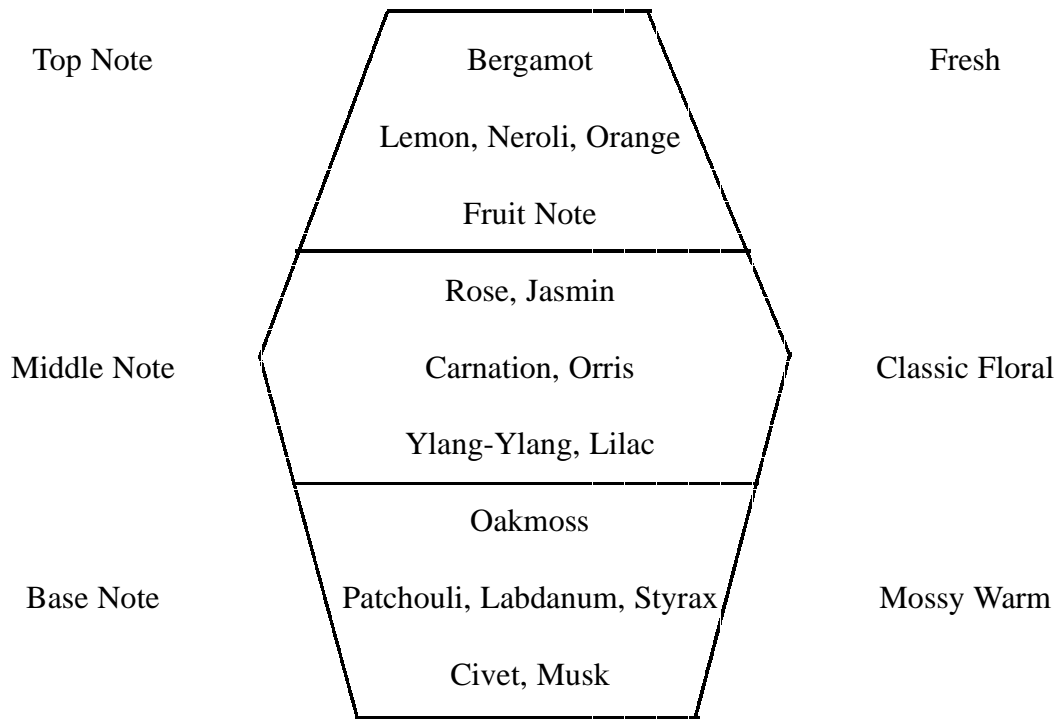 Top Note Bergamot Fresh
Lemon, Neroli, Orange
Fruit Note
Rose, Jasmin
Middle Note Carnation, Orris Classic Floral
Ylang-Ylang, Lilac
Oakmoss
Base Note Patchouli, Labdanum, Styrax Mossy Warm
Civet, Musk